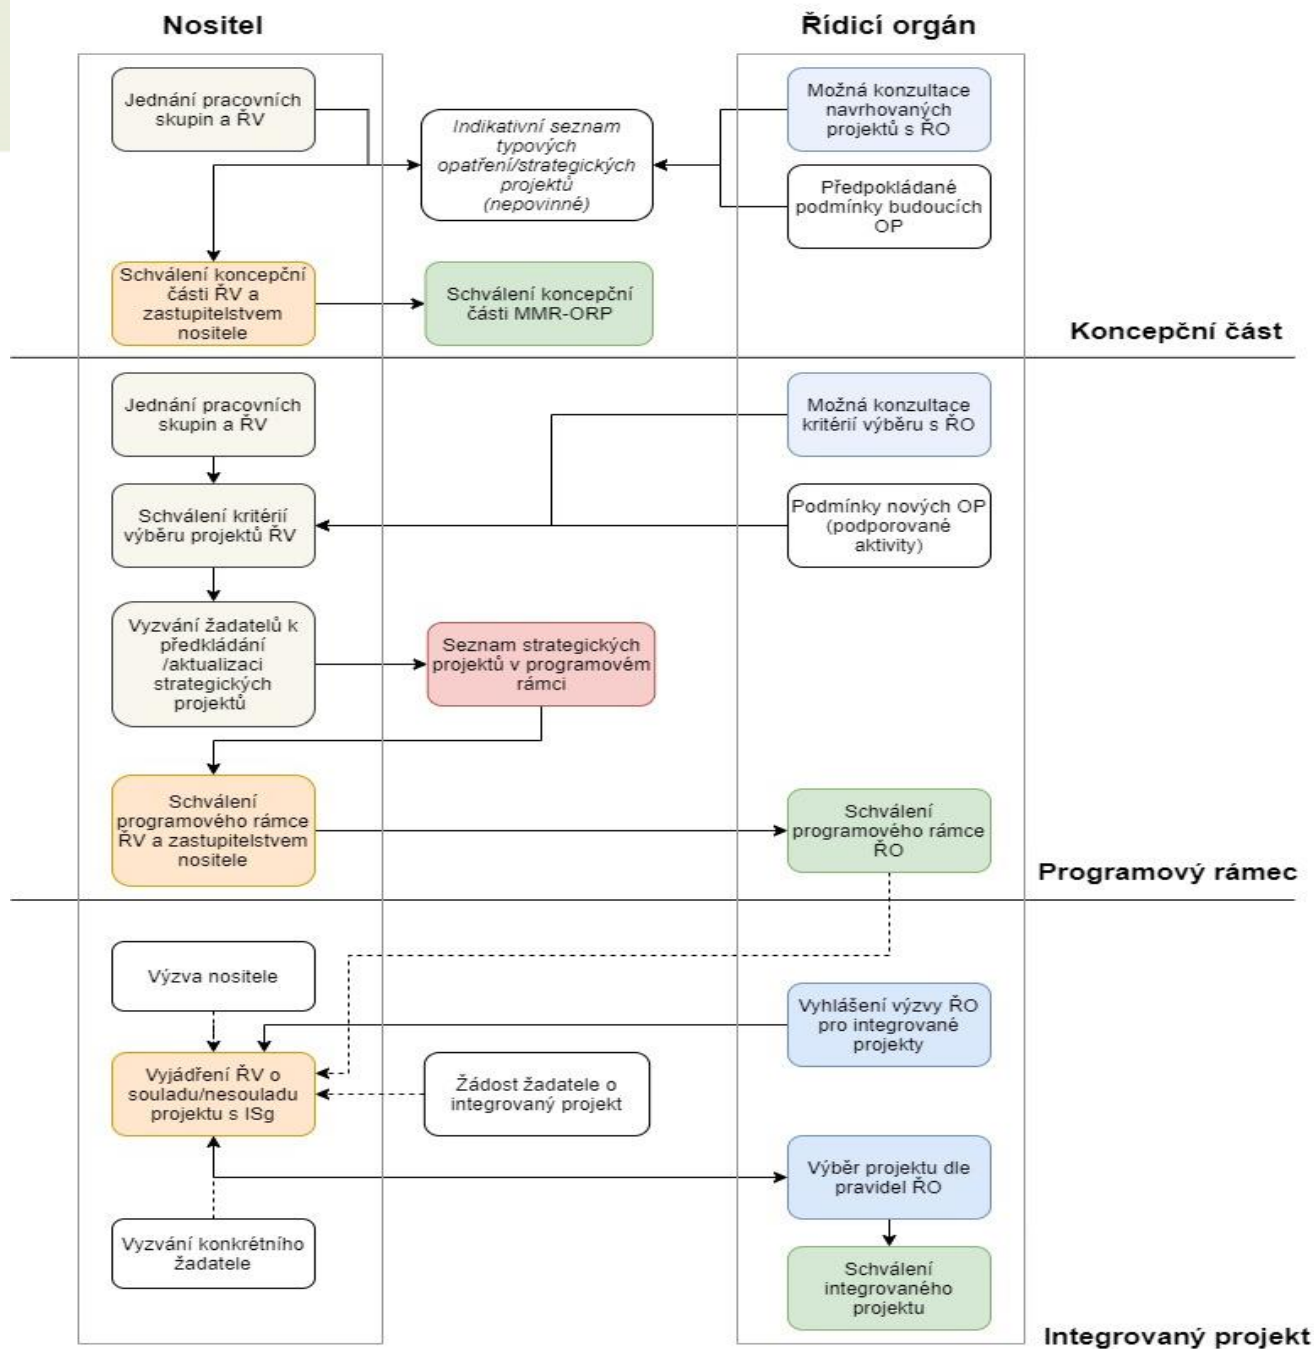 Nositel
Řídicí orgán
Jednání pracovních
skupin a ŘV
Indikativní seznam
typových
opatření/strategických
projektů
(nepovinné)
Možná konzultace
navrhovaných
projektů s ŘO
Předpokládané
podmínky budoucích
OP
Schválení koncepční
části ŘV a
zastupitelstvem
nositele
Schválení koncepční
části MMR-ORP
Koncepční část
Jednání pracovních
skupin a ŘV
Možná konzultace
kritérií výběru s ŘO
Schválení kritérií
výběru projektů ŘV
Podmínky nových OP
(podporované
aktivity)
Vyzvání žadatelů k
předkládání
/aktualizaci
strategických
projektů
Seznam strategických
projektů v programovém
rámci
Schválení
programového rámce
ŘV a zastupitelstvem
nositele
Schválení
programového rámce
ŘO
Programový rámec
Výzva nositele
Vyhlášení výzvy ŘO
pro integrované
projekty
Vyjádření ŘV o
souladu/nesouladu
projektu s ISg
Žádost žadatele o
integrovaný projekt
Výběr projektu dle
pravidel ŘO
Vyzvání konkrétního
žadatele
Schválení
integrovaného
projektu
Integrovaný projekt